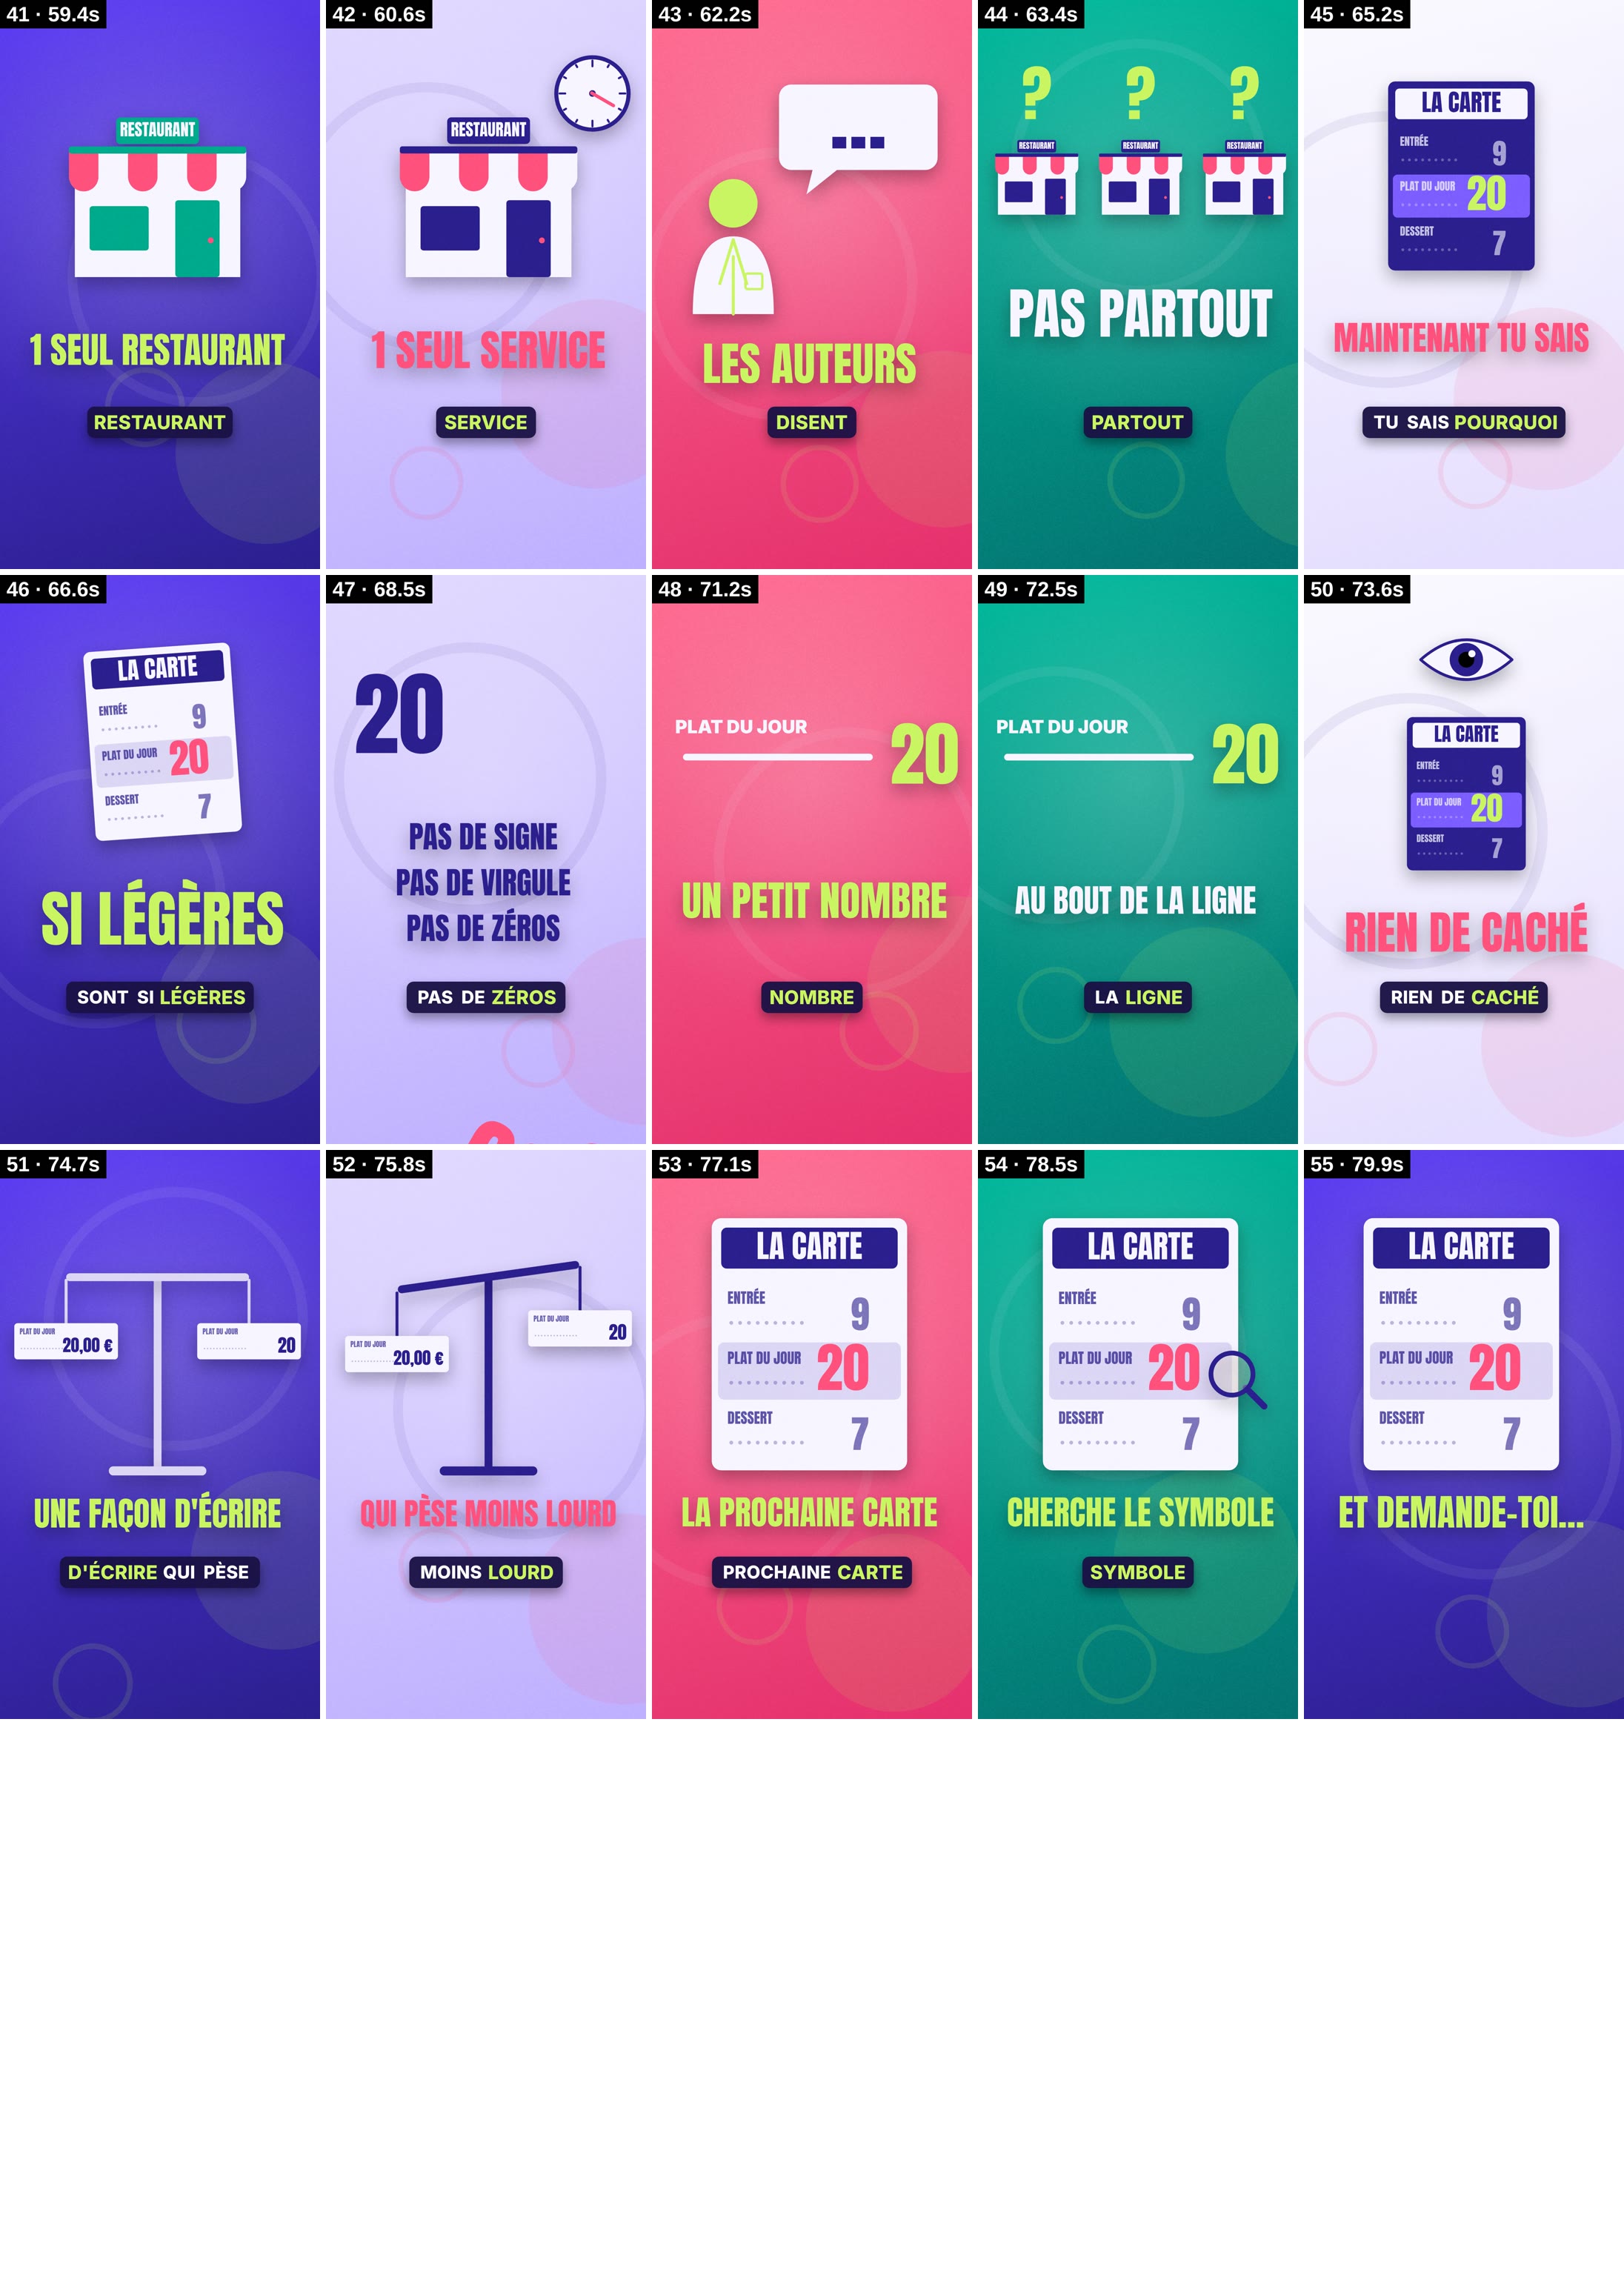 41 · 59.4s
RESTAURANT
1 SEUL RESTAURANT
RESTAURANT
42 · 60.6s
RESTAURANT
1 SEUL SERVICE
SERVICE
43 · 62.2s
...
LES AUTEURS
DISENT
44 · 63.4s
? ? ?
RESTAURANT RESTAURANT RESTAURANT
PAS PARTOUT
PARTOUT
45 · 65.2s
LA CARTE
ENTRÉE 9
PLAT DU JOUR 20
DESSERT 7
MAINTENANT TU SAIS
TU SAIS POURQUOI
46 · 66.6s
LA CARTE
ENTRÉE 9
PLAT DU JOUR 20
DESSERT 7
SI LÉGÈRES
SONT SI LÉGÈRES
47 · 68.5s
20
PAS DE SIGNE
PAS DE VIRGULE
PAS DE ZÉROS
PAS DE ZÉROS
48 · 71.2s
PLAT DU JOUR 20
UN PETIT NOMBRE
NOMBRE
49 · 72.5s
PLAT DU JOUR 20
AU BOUT DE LA LIGNE
LA LIGNE
50 · 73.6s
LA CARTE
ENTRÉE 9
PLAT DU JOUR 20
DESSERT 7
RIEN DE CACHÉ
RIEN DE CACHÉ
51 · 74.7s
PLAT DU JOUR 20,00 €
PLAT DU JOUR 20
UNE FAÇON D'ÉCRIRE
D'ÉCRIRE QUI PÈSE
52 · 75.8s
PLAT DU JOUR 20,00 €
PLAT DU JOUR 20
QUI PÈSE MOINS LOURD
MOINS LOURD
53 · 77.1s
LA CARTE
ENTRÉE 9
PLAT DU JOUR 20
DESSERT 7
LA PROCHAINE CARTE
PROCHAINE CARTE
54 · 78.5s
LA CARTE
ENTRÉE 9
PLAT DU JOUR 20
DESSERT 7
CHERCHE LE SYMBOLE
SYMBOLE
55 · 79.9s
LA CARTE
ENTRÉE 9
PLAT DU JOUR 20
DESSERT 7
ET DEMANDE-TOI...